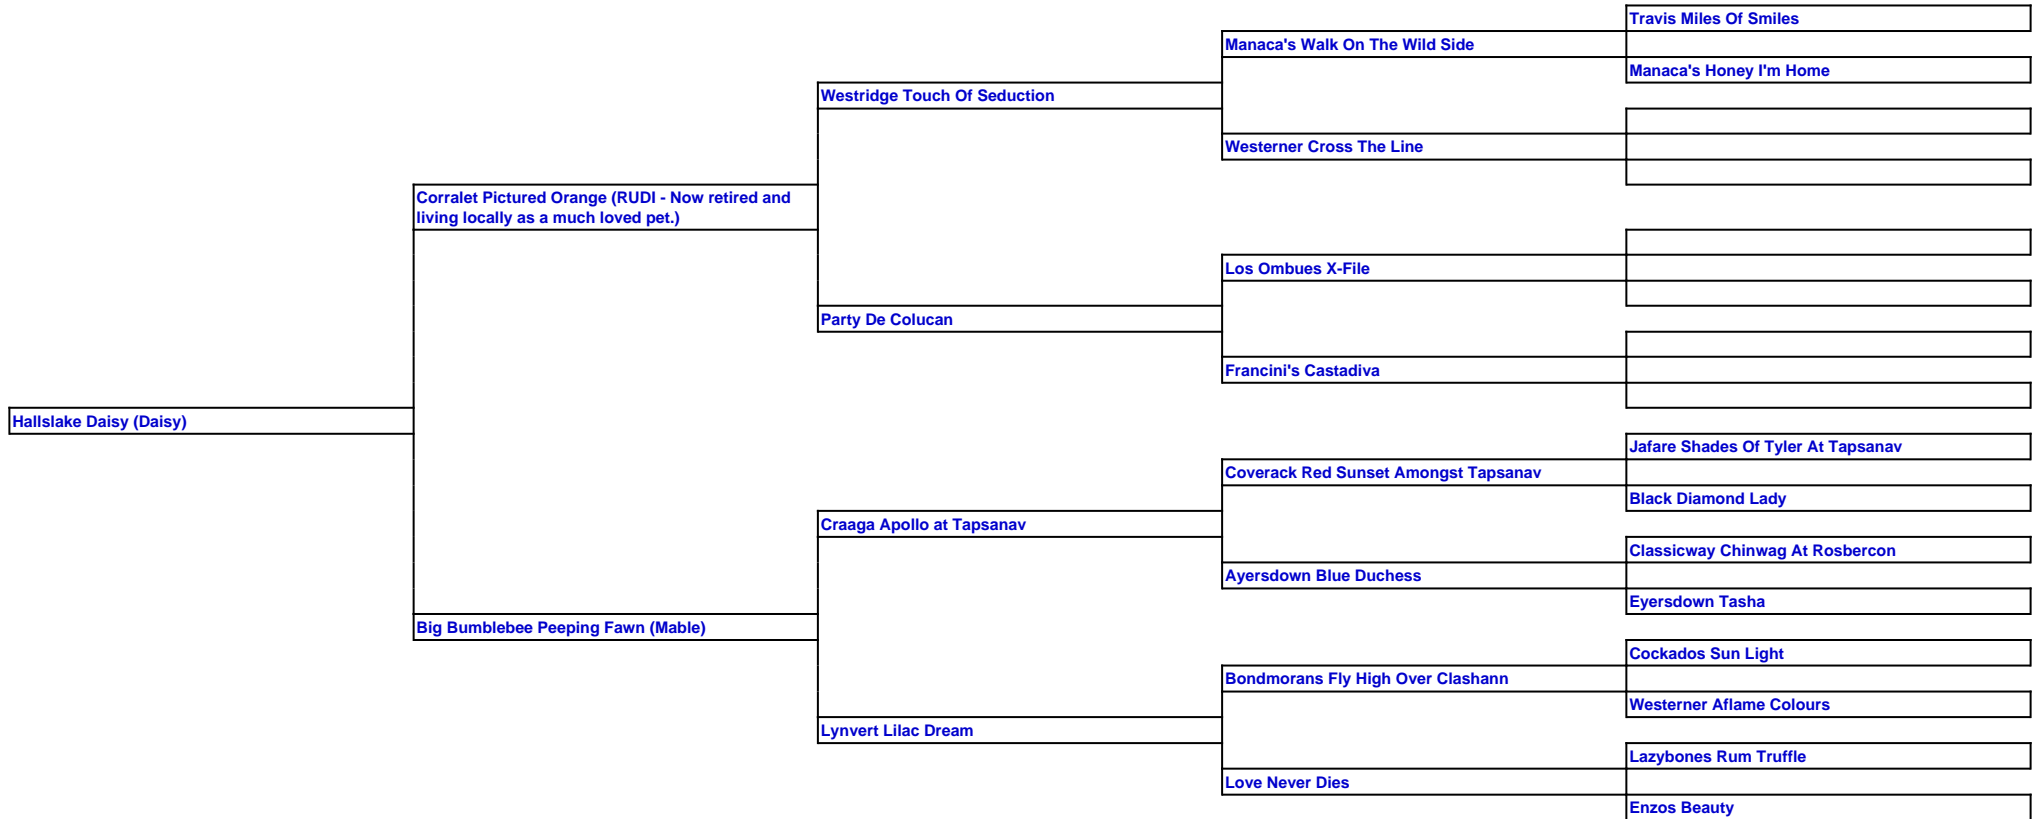 Travis Miles Of Smiles
Manaca's Walk On The Wild Side
Manaca's Honey I'm Home
Westridge Touch Of Seduction
Westerner Cross The Line
Corralet Pictured Orange (RUDI - Now retired and
living locally as a much loved pet.)
Los Ombues X-File
Party De Colucan
Francini's Castadiva
Hallslake Daisy (Daisy)
Jafare Shades Of Tyler At Tapsanav
Coverack Red Sunset Amongst Tapsanav
Black Diamond Lady
Craaga Apollo at Tapsanav
Classicway Chinwag At Rosbercon
Ayersdown Blue Duchess
Eyersdown Tasha
Big Bumblebee Peeping Fawn (Mable)
Cockados Sun Light
Bondmorans Fly High Over Clashann
Westerner Aflame Colours
Lynvert Lilac Dream
Lazybones Rum Truffle
Love Never Dies
Enzos Beauty